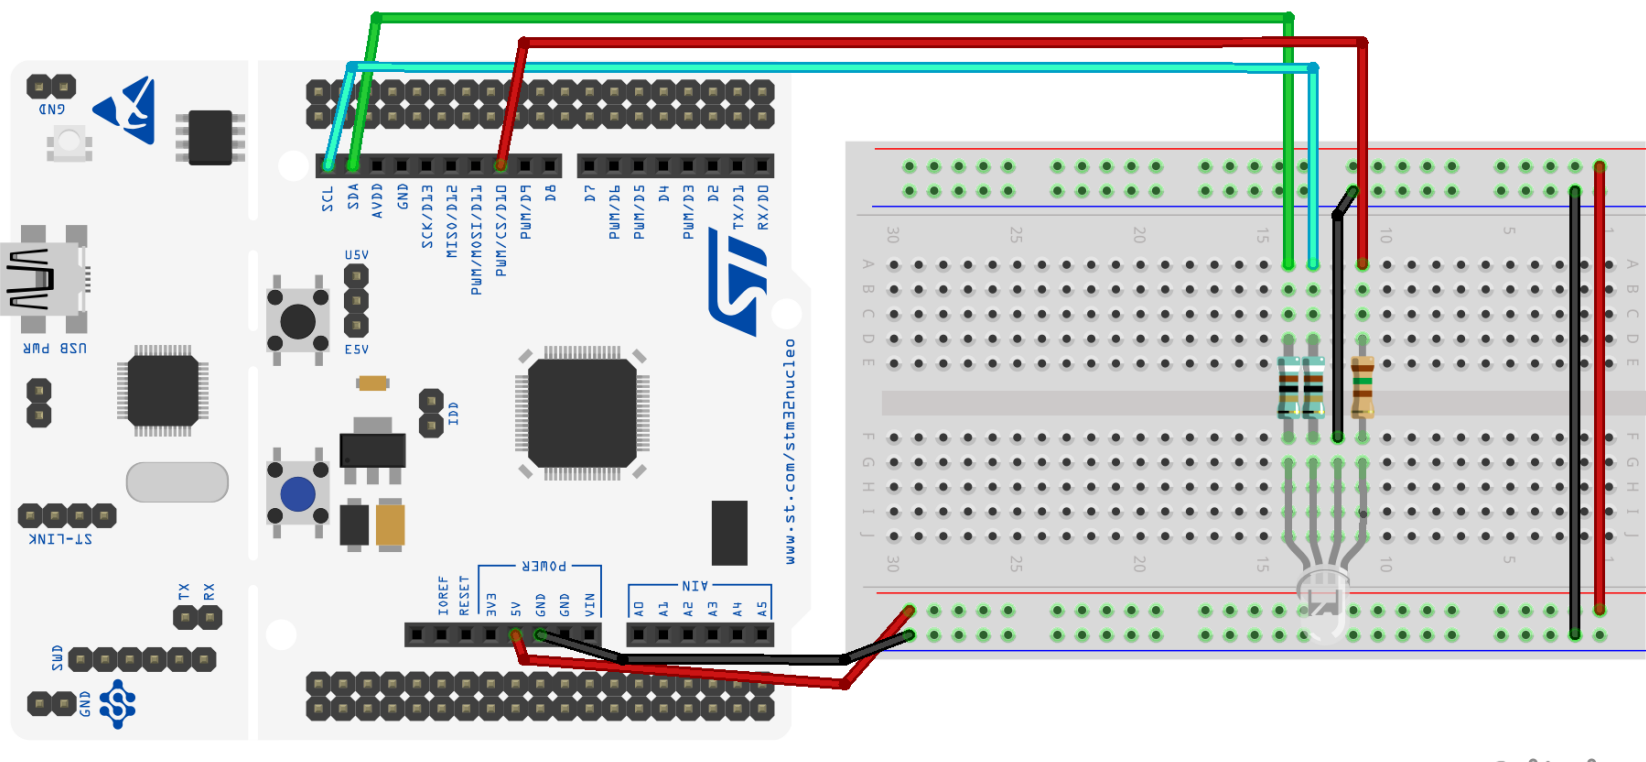 GND
USB PWR
ST-LINK
TX
RX
SWD
GND
SCL
SDA
AVDD
GND
SCK/D13
MISO/D12
PWM/MOSI/D11
PWM/CS/D10
PWM/D9
D8
D7
PWM/D6
PWM/D5
D4
PWM/D3
D2
TX/D1
RX/D0
U5V
E5V
IDD
ST
www.st.com/stm32nucleo
POWER
IOREF
RESET
3V3
5V
GND
GND
VIN
AIN
A0
A1
A2
A3
A4
A5
30
25
20
15
10
5
1
A
B
C
D
E
F
G
H
I
J
A
B
C
D
E
F
G
H
I
J
30
25
20
15
10
5
1